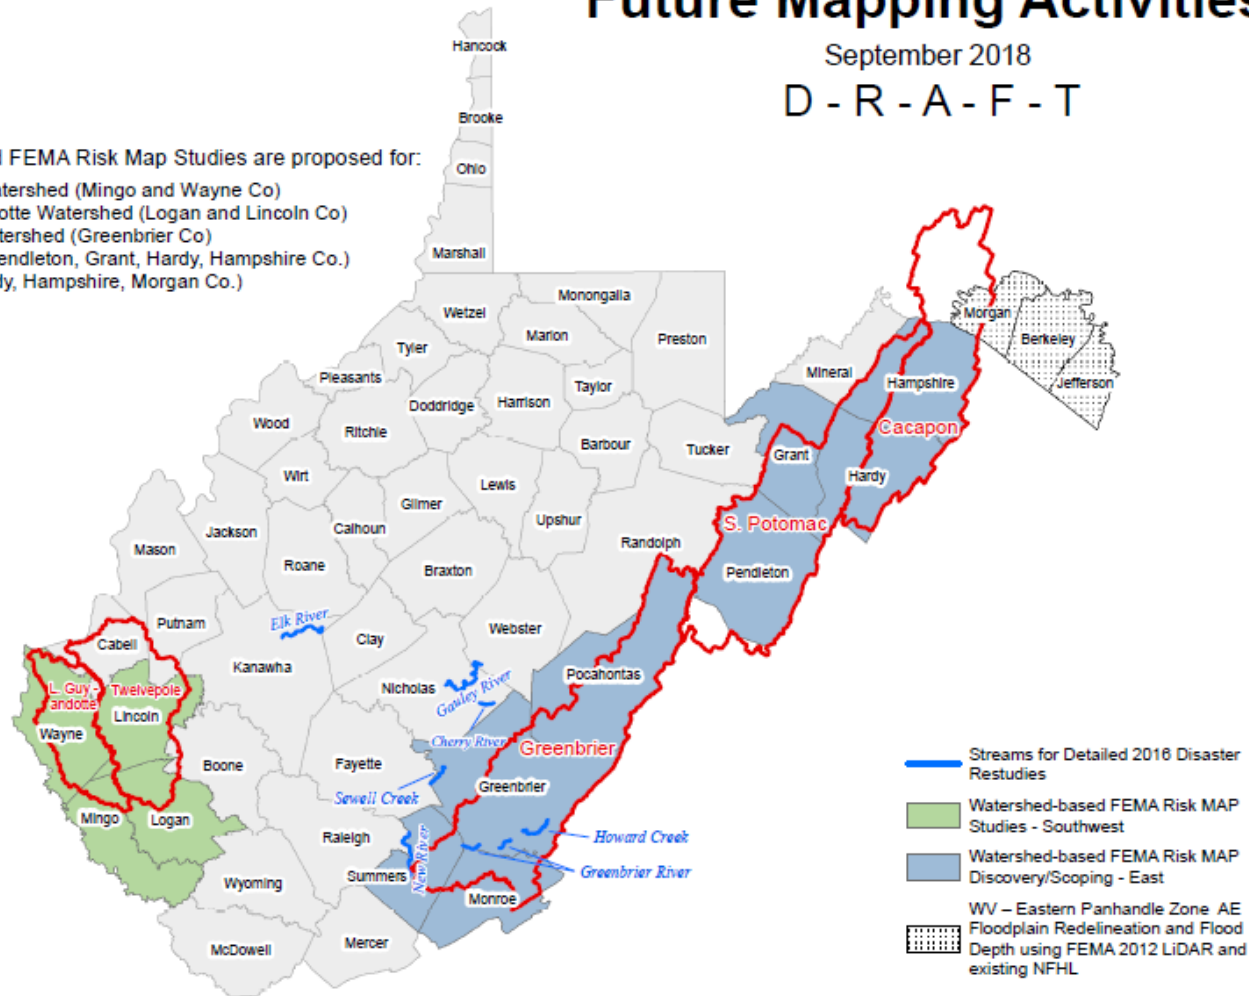 Future Mapping Activities
September 2018
D - R - A - F - T
FEMA Risk Map Studies are proposed for:
(Mingo and Wayne Co)
Watershed (Logan and Lincoln Co)
(Greenbrier Co)
Grant, Hardy, Hampshire Co.)
Hampshire, Morgan Co.)
Hancock
Brooke
Ohio
Marshall
Wetzel
Monongalia
Marion
Preston
Tyler
Pleasants
Doddridge
Harrison
Taylor
Wood
Ritchie
Barbour
Tucker
Wirt
Lewis
Gilmer
Calhoun
Upshur
Jackson
Mason
Roane
Braxton
Randolph
Putnam
Cabell
Elk River
Clay
Webster
Kanawha
Nicholas
Gauley River
Cherry River
Pocahontas
Mineral
Morgan
Berkeley
Jefferson
Hampshire
Cacapon
Grant
Hardy
S. Potomac
Pendleton
L. Guy -
andotte
Twelvepole
Lincoln
Wayne
Boone
Fayette
Sewell Creek
Greenbrier
Greenbrier
Mingo
Logan
Raleigh
New River
Howard Creek
Greenbrier River
Summers
Monroe
Wyoming
McDowell
Mercer
Streams for Detailed 2016 Disaster
Restudies
Watershed-based FEMA Risk MAP
Studies - Southwest
Watershed-based FEMA Risk MAP
Discovery/Scoping - East
WV – Eastern Panhandle Zone AE
Floodplain Redelineation and Flood
Depth using FEMA 2012 LiDAR and
existing NFHL